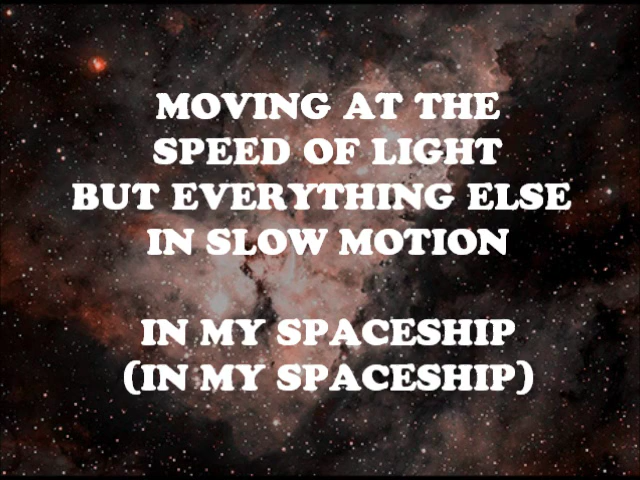 MOVING AT THE
SPEED OF LIGHT
BUT EVERYTHING ELSE
IN SLOW MOTION
IN MY SPACESHIP
(IN MY SPACESHIP)